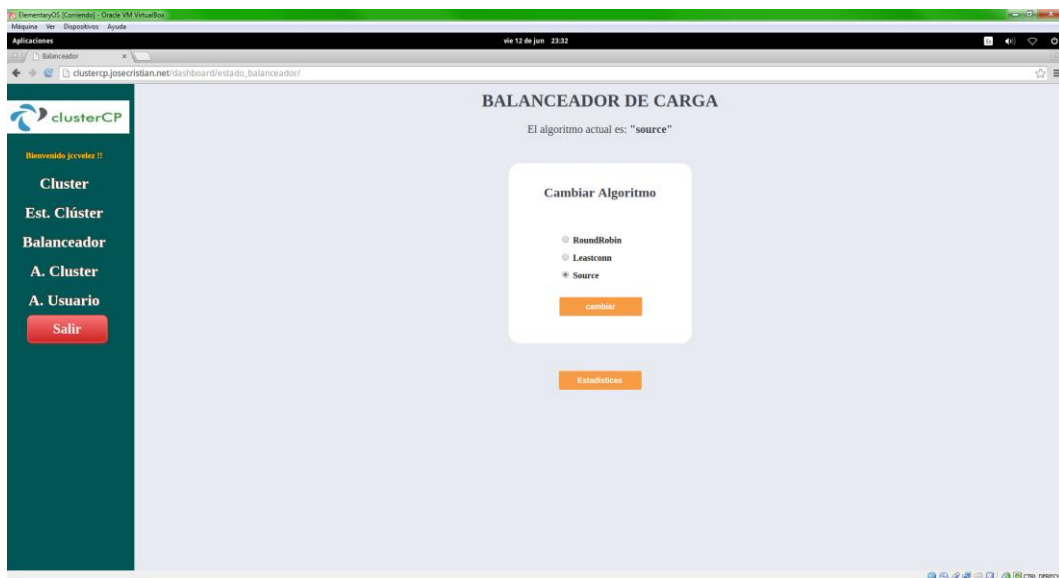 ElementaryOS [Corriendo] - Oracle VM VirtualBox
Máquina Ver Dispositivos Ayuda
Aplicaciones vie 12 de jun 23:32
Balanceador
clustercp.josecristian.net/dashboard/estado_balanceador/
clusterCP
Bienvenido jccvelez !!
Cluster
Est. Clúster
Balanceador
A. Cluster
A. Usuario
Salir
BALANCEADOR DE CARGA
El algoritmo actual es: "source"
Cambiar Algoritmo
RoundRobin
Leastconn
Source
cambiar
Estadísticas